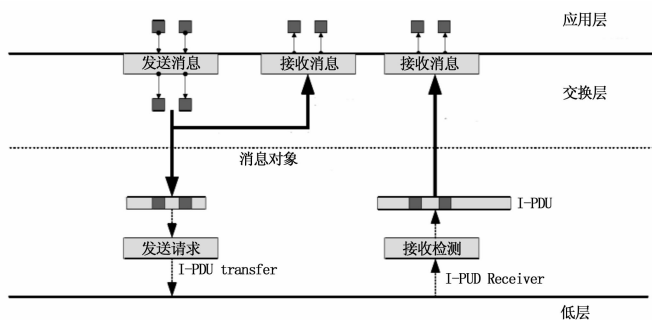 应用层
发送消息 接收消息 接收消息
交换层
消息对象
I-PDU
发送请求 接收检测
I-PDU transfer I-PUD Receiver
低层